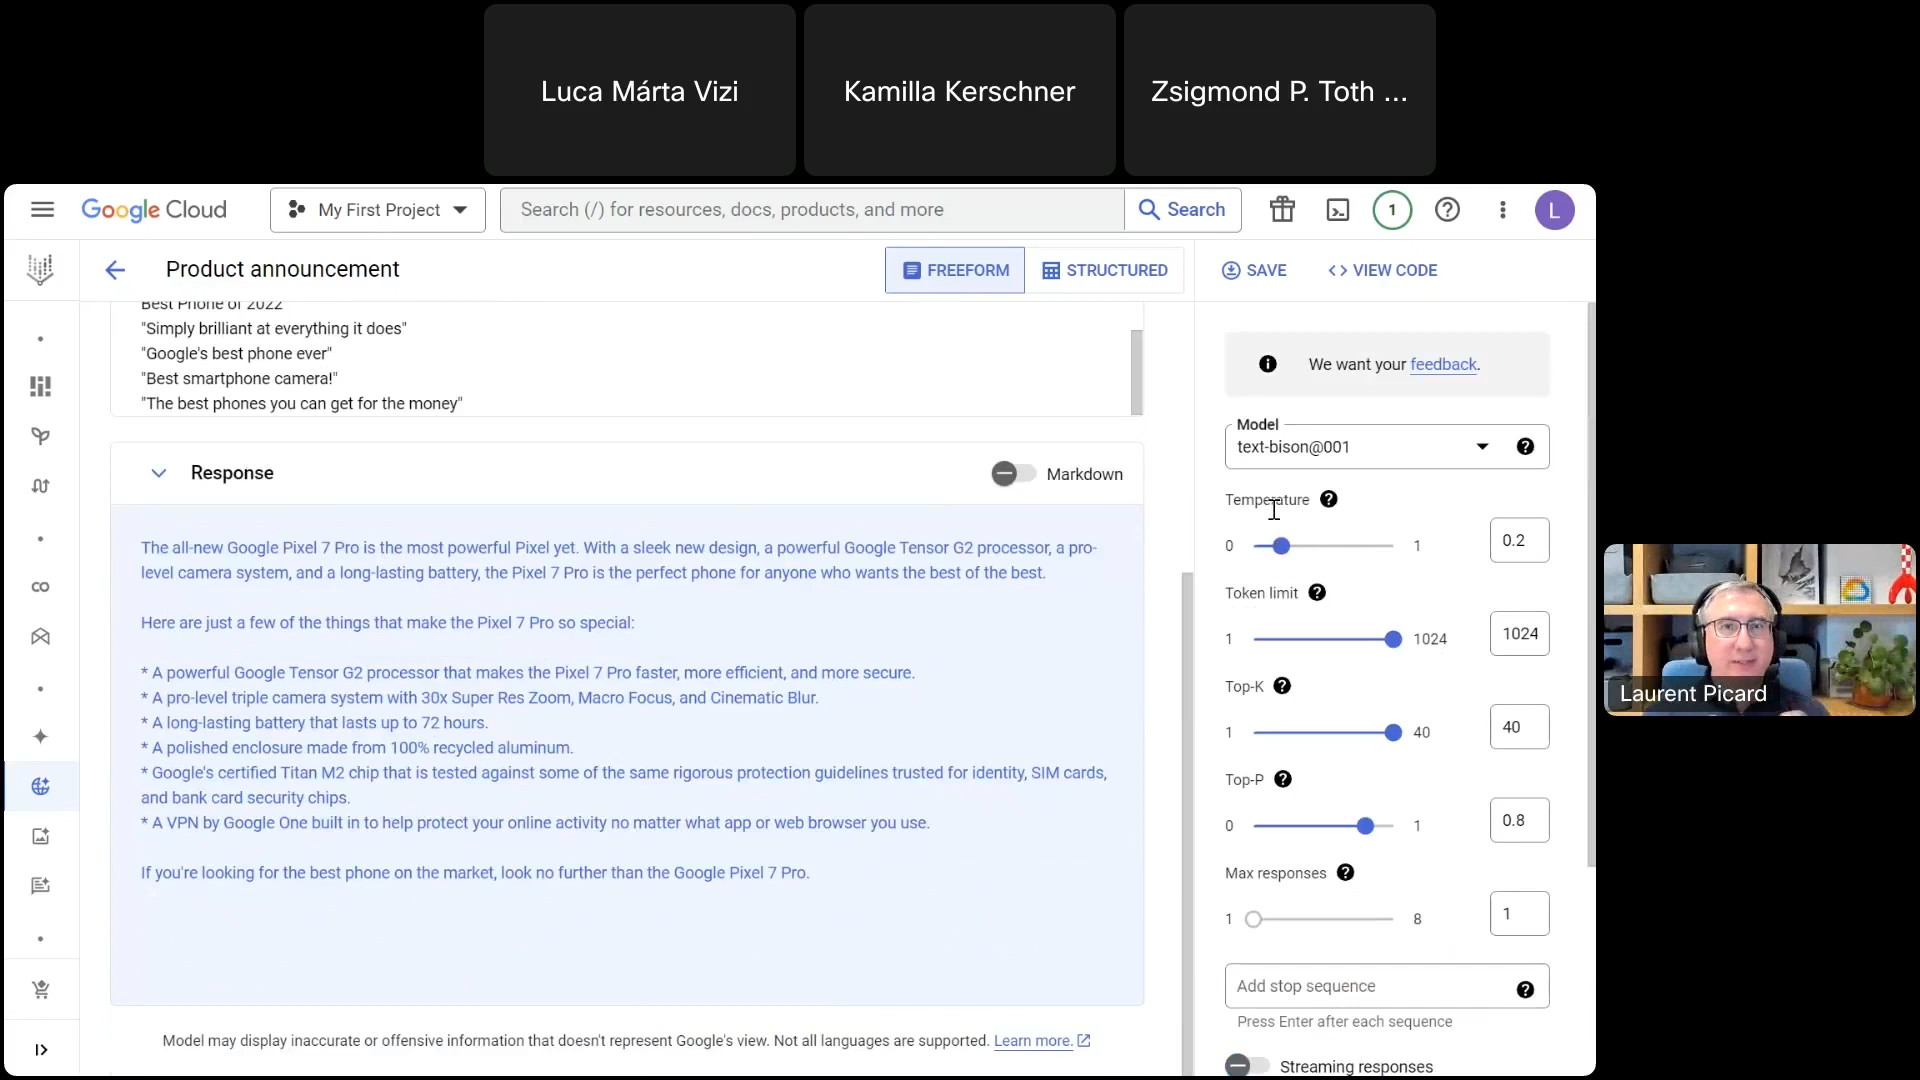 Luca Márta Vizi
Kamilla Kerschner
Zsigmond P. Toth ...
Google Cloud
My First Project
Search (/) for resources, docs, products, and more
Search
1
L
Product announcement
FREEFORM
STRUCTURED
SAVE
<> VIEW CODE
Best Phone of 2022
"Simply brilliant at everything it does"
"Google's best phone ever"
"Best smartphone camera!"
"The best phones you can get for the money"
Response
Markdown
The all-new Google Pixel 7 Pro is the most powerful Pixel yet. With a sleek new design, a powerful Google Tensor G2 processor, a pro-
level camera system, and a long-lasting battery, the Pixel 7 Pro is the perfect phone for anyone who wants the best of the best.
Here are just a few of the things that make the Pixel 7 Pro so special:
* A powerful Google Tensor G2 processor that makes the Pixel 7 Pro faster, more efficient, and more secure.
* A pro-level triple camera system with 30x Super Res Zoom, Macro Focus, and Cinematic Blur.
* A long-lasting battery that lasts up to 72 hours.
* A polished enclosure made from 100% recycled aluminum.
* Google's certified Titan M2 chip that is tested against some of the same rigorous protection guidelines trusted for identity, SIM cards,
and bank card security chips.
* A VPN by Google One built in to help protect your online activity no matter what app or web browser you use.
If you're looking for the best phone on the market, look no further than the Google Pixel 7 Pro.
Model may display inaccurate or offensive information that doesn't represent Google's view. Not all languages are supported. Learn more.
We want your feedback.
Model
text-bison@001
Temperature
0 1 0.2
Token limit
1 1024 1024
Top-K
1 40 40
Top-P
0 1 0.8
Max responses
1 8 1
Add stop sequence
Press Enter after each sequence
Streaming responses
Laurent Picard